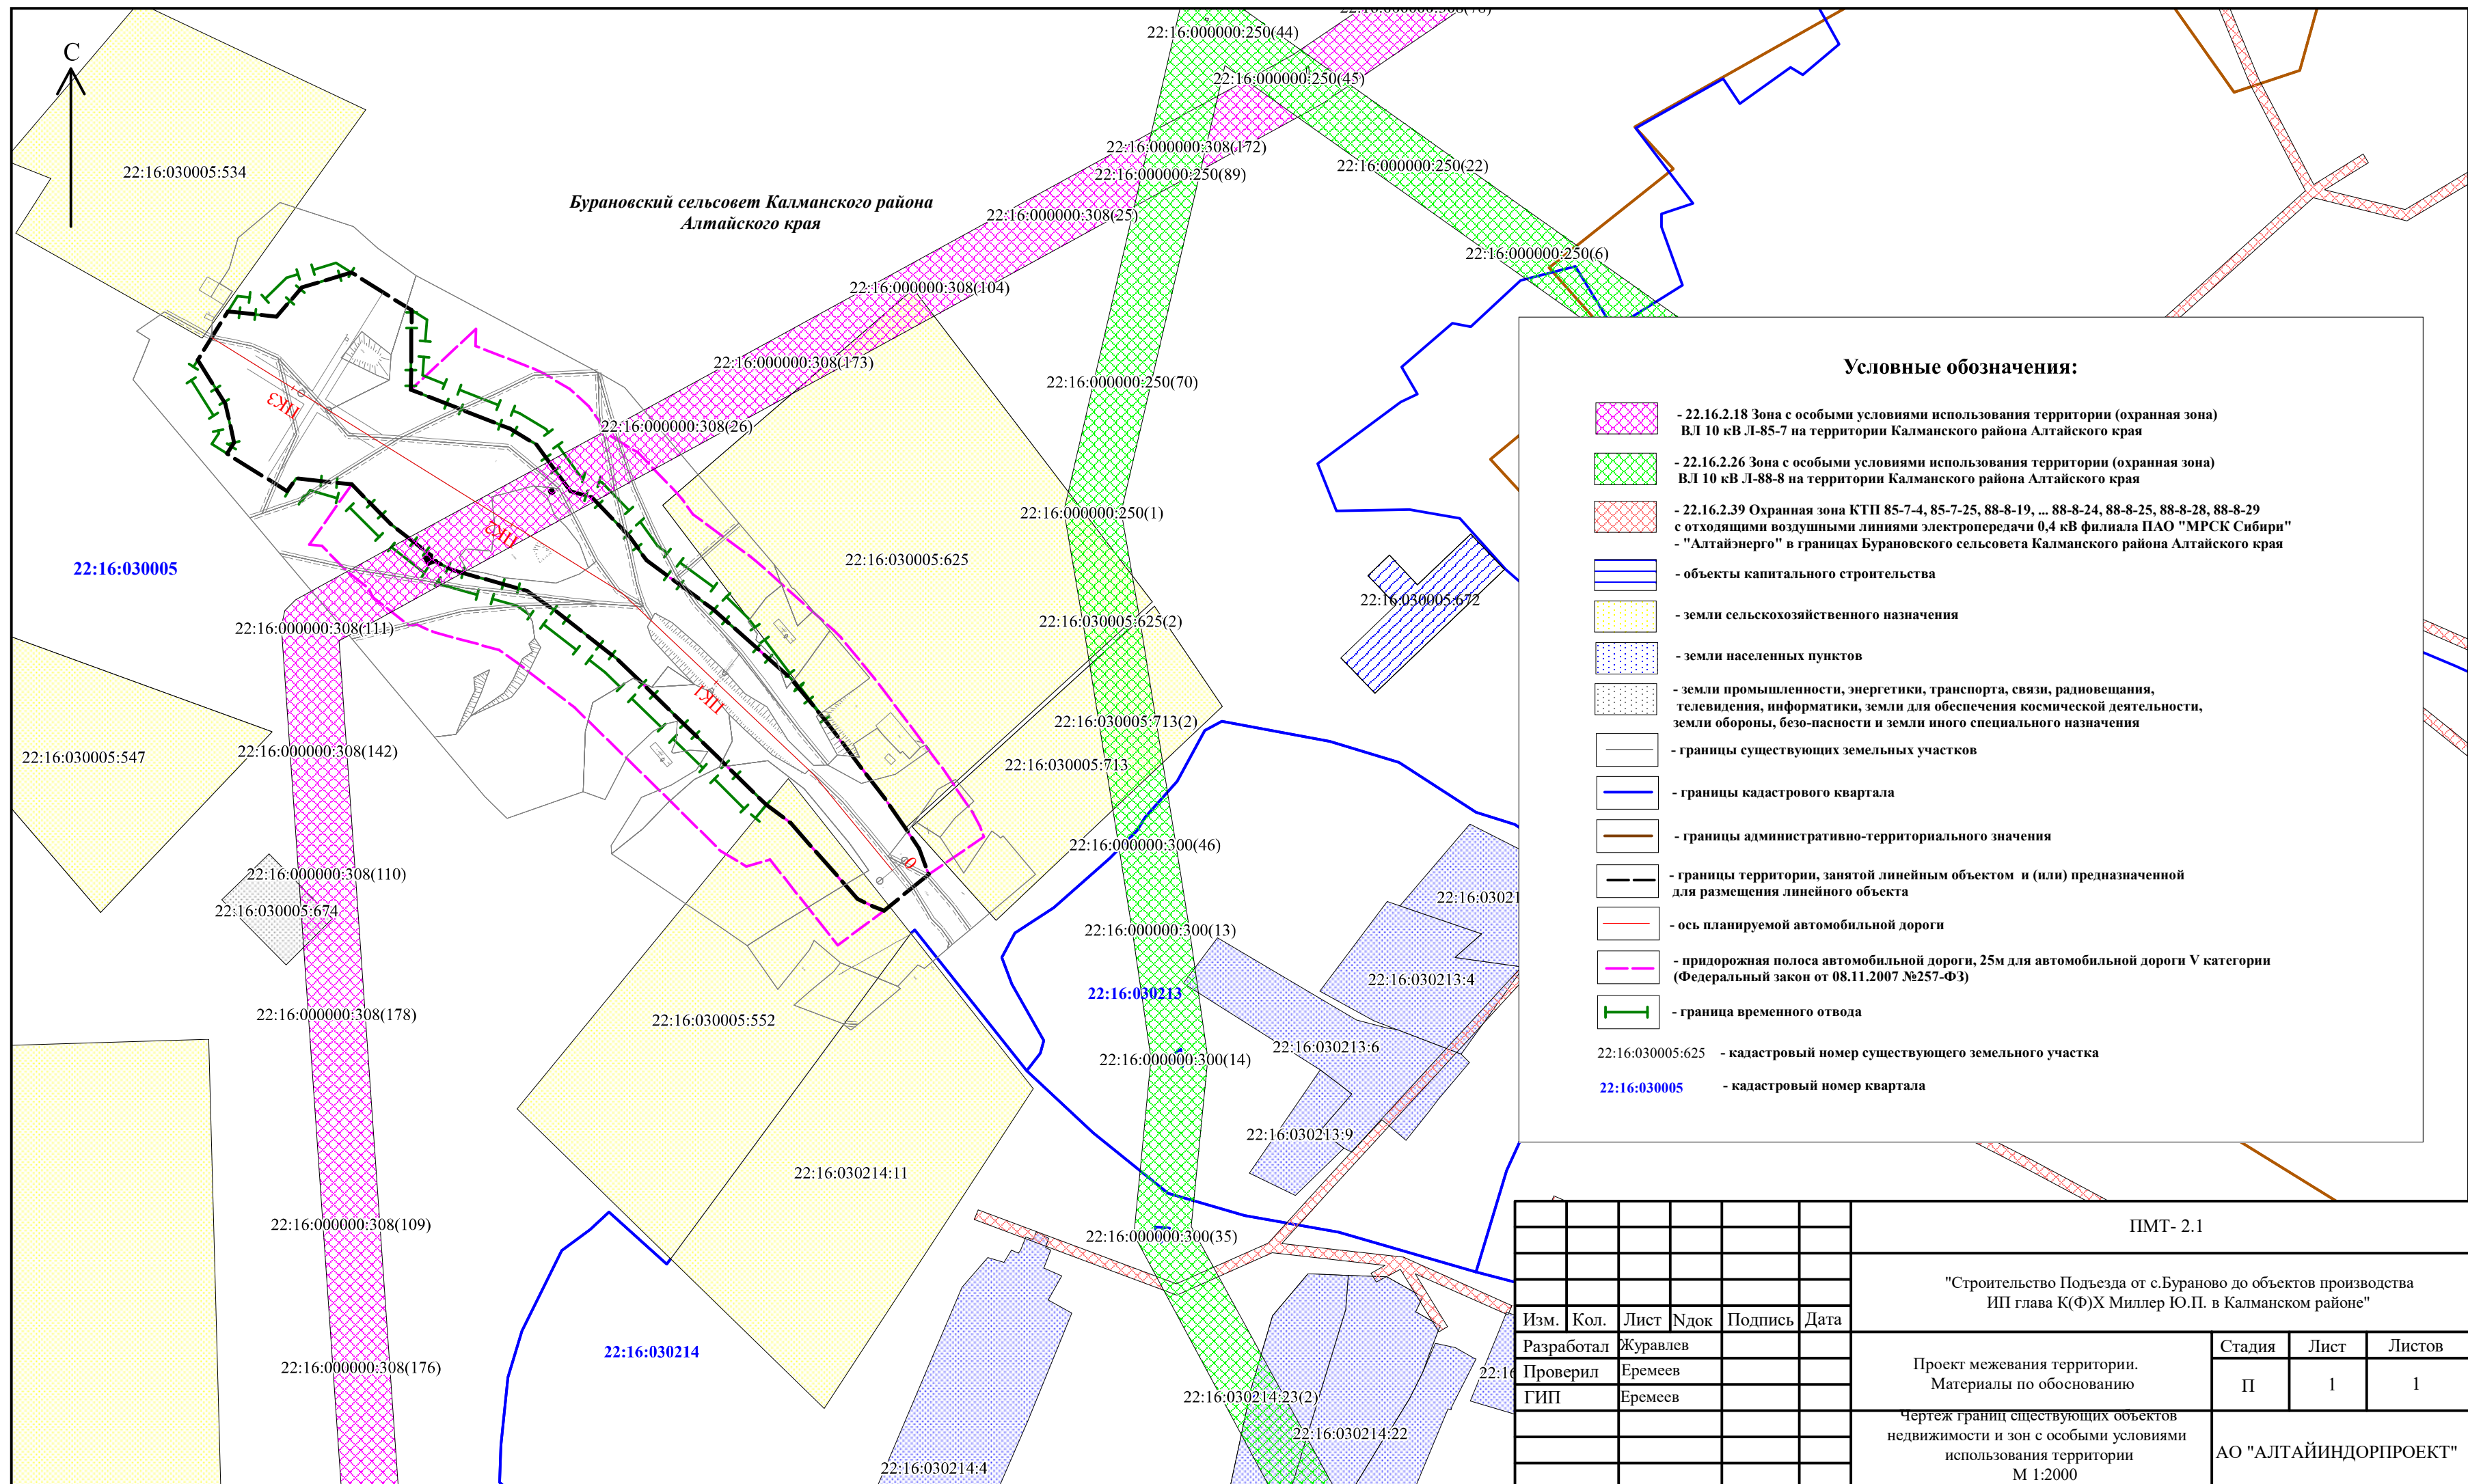 С
22:16:000000:250(44)
22:16:000000:250(45)
22:16:030005:534
22:16:000000:308(172)
22:16:000000:250(89)
22:16:000000:250(22)
Бурановский сельсовет Калманского района
Алтайского края
22:16:000000:308(25)
22:16:000000:250(6)
22:16:000000:308(104)
22:16:000000:308(173)
22:16:000000:250(70)
ПК3
22:16:000000:308(26)
22:16:000000:250(1)
ПК2
22:16:030005
22:16:030005:625
22:16:030005:672
22:16:000000:308(111)
22:16:030005:625(2)
ПК1
22:16:030005:713(2)
22:16:030005:547
22:16:000000:308(142)
22:16:030005:713
22:16:000000:300(46)
0
22:16:000000:308(110)
22:16:030005:674
22:16:03021
22:16:000000:300(13)
22:16:030213:4
22:16:030213
22:16:000000:308(178)
22:16:030005:552
22:16:030213:6
22:16:000000:300(14)
22:16:030213:9
22:16:030214:11
22:16:000000:308(109)
22:16:000000:300(35)
22:16:030214
22:16:000000:308(176)
22:16
22:16:030214:23(2)
22:16:030214:22
22:16:030214:4
Условные обозначения:
- 22.16.2.18 Зона с особыми условиями использования территории (охранная зона)
ВЛ 10 кВ Л-85-7 на территории Калманского района Алтайского края
- 22.16.2.26 Зона с особыми условиями использования территории (охранная зона)
ВЛ 10 кВ Л-88-8 на территории Калманского района Алтайского края
- 22.16.2.39 Охранная зона КТП 85-7-4, 85-7-25, 88-8-19, ... 88-8-24, 88-8-25, 88-8-28, 88-8-29
с отходящими воздушными линиями электропередачи 0,4 кВ филиала ПАО "МРСК Сибири"
- "Алтайэнерго" в границах Бурановского сельсовета Калманского района Алтайского края
- объекты капитального строительства
- земли сельскохозяйственного назначения
- земли населенных пунктов
- земли промышленности, энергетики, транспорта, связи, радиовещания,
телевидения, информатики, земли для обеспечения космической деятельности,
земли обороны, безо-пасности и земли иного специального назначения
- границы существующих земельных участков
- границы кадастрового квартала
- границы административно-территориального значения
- границы территории, занятой линейным объектом и (или) предназначенной
для размещения линейного объекта
- ось планируемой автомобильной дороги
- придорожная полоса автомобильной дороги, 25м для автомобильной дороги V категории
(Федеральный закон от 08.11.2007 №257-ФЗ)
- граница временного отвода
22:16:030005:625 - кадастровый номер существующего земельного участка
22:16:030005 - кадастровый номер квартала
ПМТ- 2.1
"Строительство Подъезда от с.Бураново до объектов производства
ИП глава К(Ф)Х Миллер Ю.П. в Калманском районе"
Изм. Кол. Лист Nдок Подпись Дата
Разработал Журавлев
Проверил Еремеев
ГИП Еремеев
Проект межевания территории.
Материалы по обоснованию
Стадия Лист Листов
П 1 1
Чертеж границ сществующих объектов
недвижимости и зон с особыми условиями
использования территории
М 1:2000
АО "АЛТАЙИНДОРПРОЕКТ"